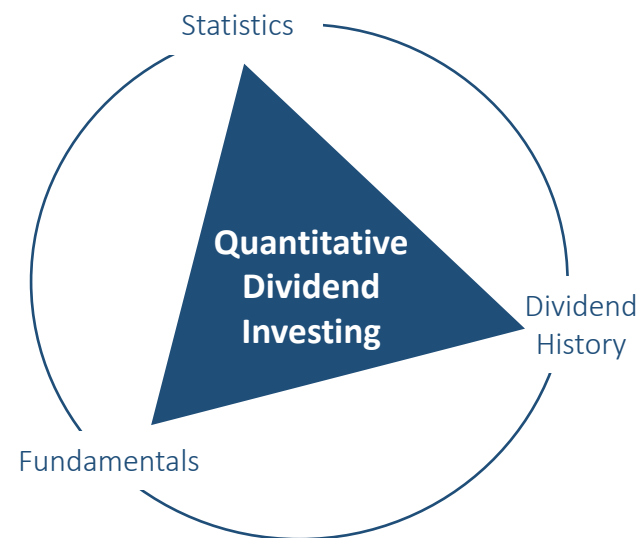 Statistics
Quantitative
Dividend
Investing
Dividend
History
Fundamentals